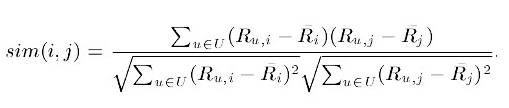 sim(i, j) = \frac{\sum_{u \in U}(R_{u,i} - \bar{R_i})(R_{u,j} - \bar{R_j})}{\sqrt{\sum_{u \in U}(R_{u,i} - \bar{R_i})^2}\sqrt{\sum_{u \in U}(R_{u,j} - \bar{R_j})^2}}.